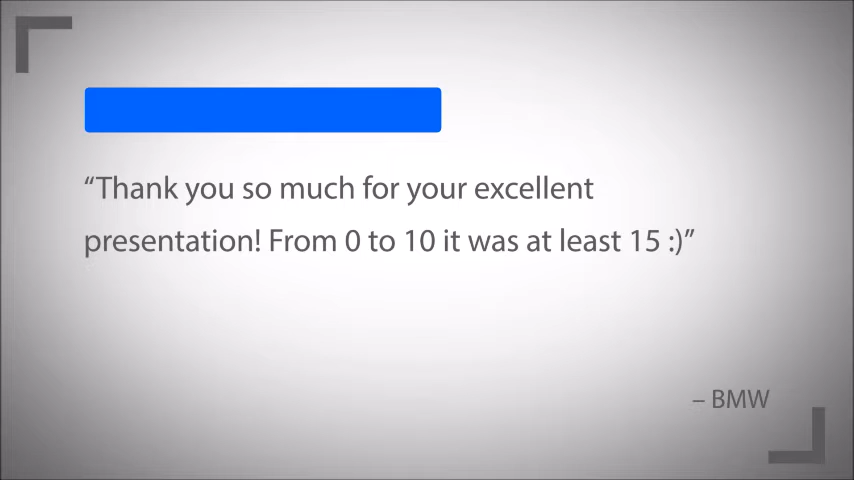 “Thank you so much for your excellent
presentation! From 0 to 10 it was at least 15 :)”
– BMW